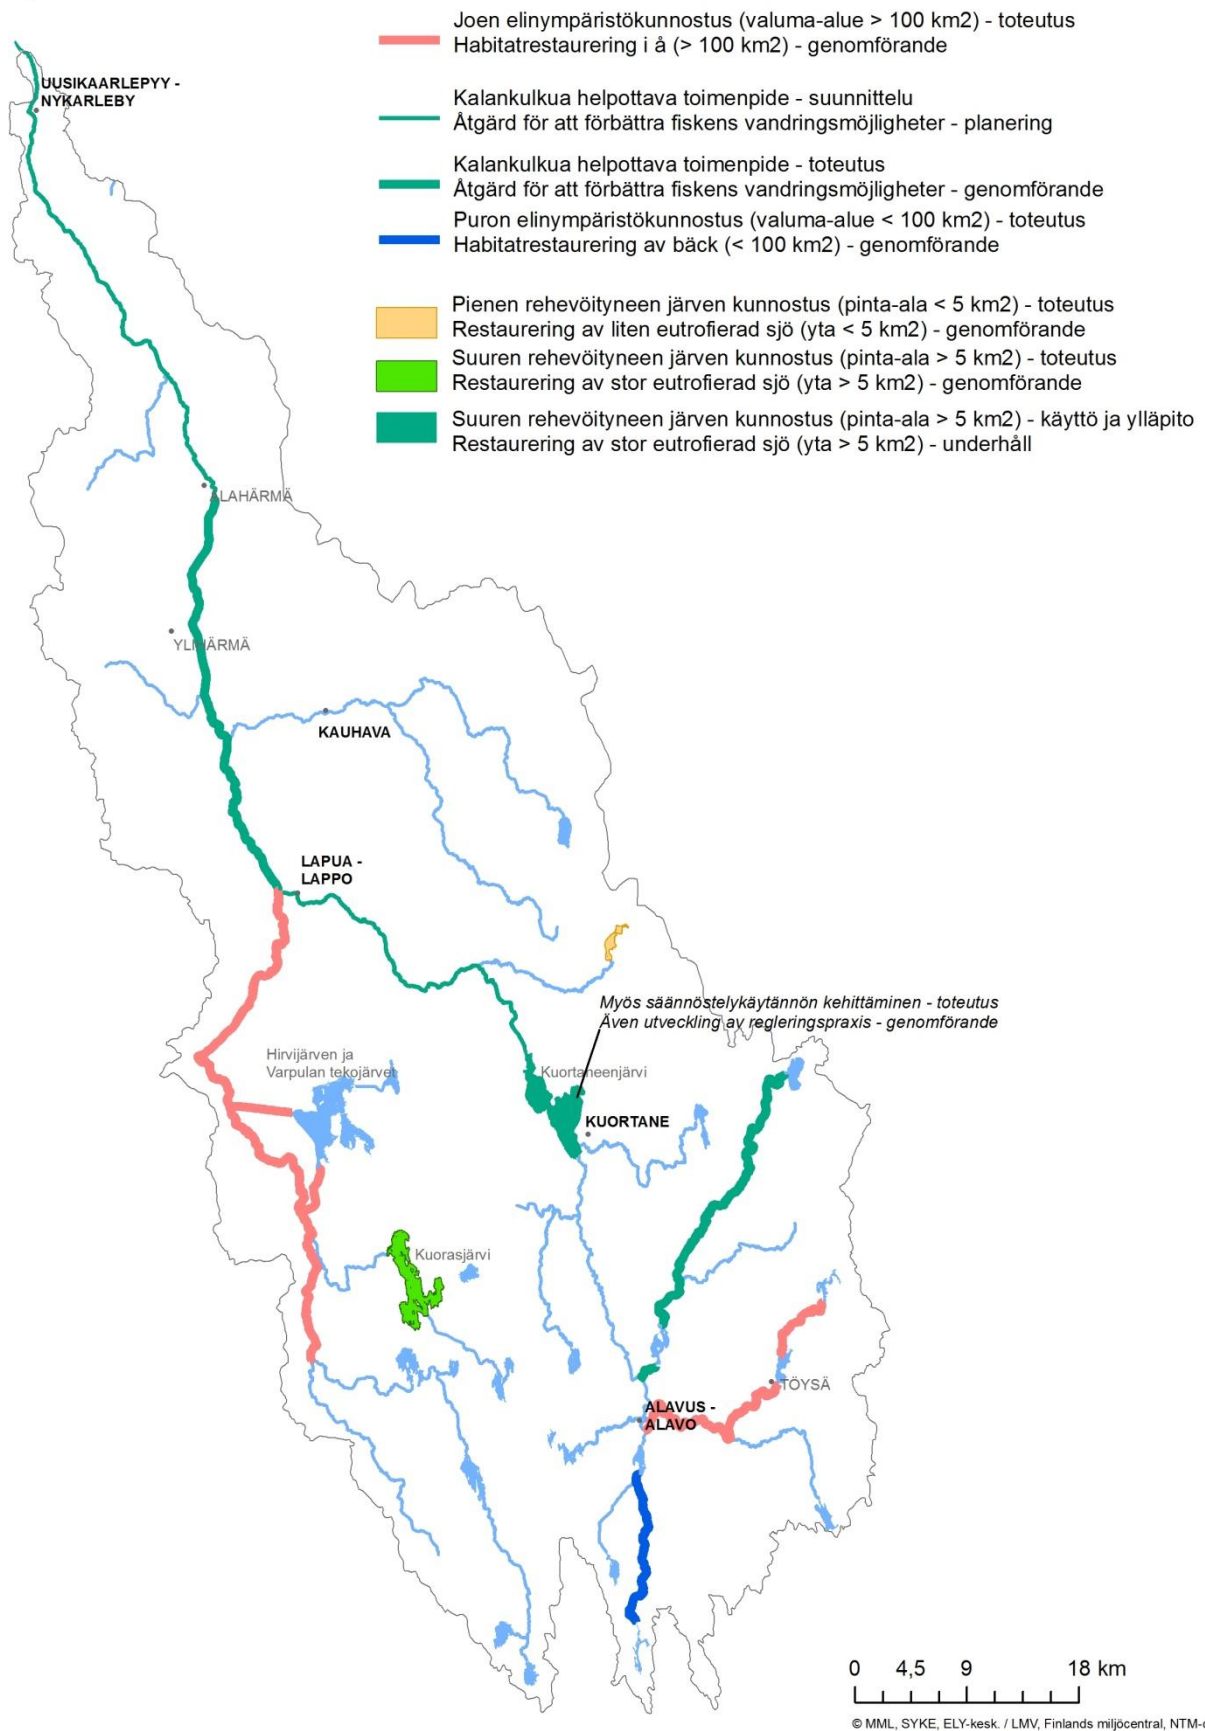 Joen elinympäristökunnostus (valuma-alue > 100 km2) - toteutus
Habitatrestaurering i å (> 100 km2) - genomförande
Kalankulkua helpottava toimenpide - suunnittelu
Åtgärd för att förbättra fiskens vandringsmöjligheter - planering
Kalankulkua helpottava toimenpide - toteutus
Åtgärd för att förbättra fiskens vandringsmöjligheter - genomförande
Puron elinympäristökunnostus (valuma-alue < 100 km2) - toteutus
Habitatrestaurering av bäck (< 100 km2) - genomförande
Pienen rehevöityneen järven kunnostus (pinta-ala < 5 km2) - toteutus
Restaurering av liten eutrofierad sjö (yta < 5 km2) - genomförande
Suuren rehevöityneen järven kunnostus (pinta-ala > 5 km2) - toteutus
Restaurering av stor eutrofierad sjö (yta > 5 km2) - genomförande
Suuren rehevöityneen järven kunnostus (pinta-ala > 5 km2) - käyttö ja ylläpito
Restaurering av stor eutrofierad sjö (yta > 5 km2) - underhåll
UUSIKAARLEPYY -
NYKARLEBY
ALAHÄRMÄ
YLIHÄRMÄ
KAUHAVA
LAPUA -
LAPPO
Myös säännöstelykäytännön kehittäminen - toteutus
Även utveckling av regleringspraxis - genomförande
Hirvijärven ja
Varpulan tekojärvet
Kuortaneenjärvi
KUORTANE
Kuorasjärvi
TÖYSÄ
ALAVUS -
ALAVO
0 4,5 9 18 km
© MML, SYKE, ELY-kesk. / LMV, Finlands miljöcentral, NTM-c